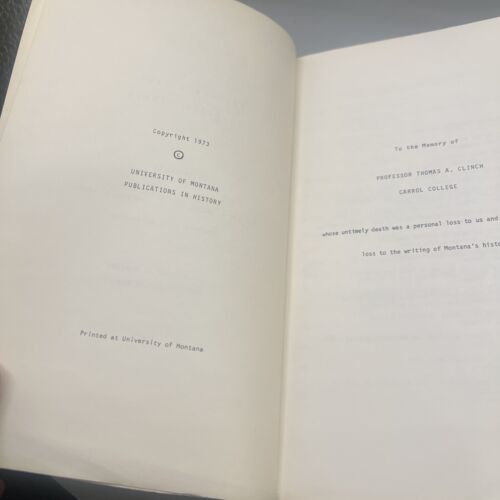 Copyright 1973
©
UNIVERSITY OF MONTANA
PUBLICATIONS IN HISTORY
Printed at University of Montana
To the Memory of
PROFESSOR THOMAS A. CLINCH
CARROL COLLEGE
whose untimely death was a personal loss to us and
loss to the writing of Montana's histo